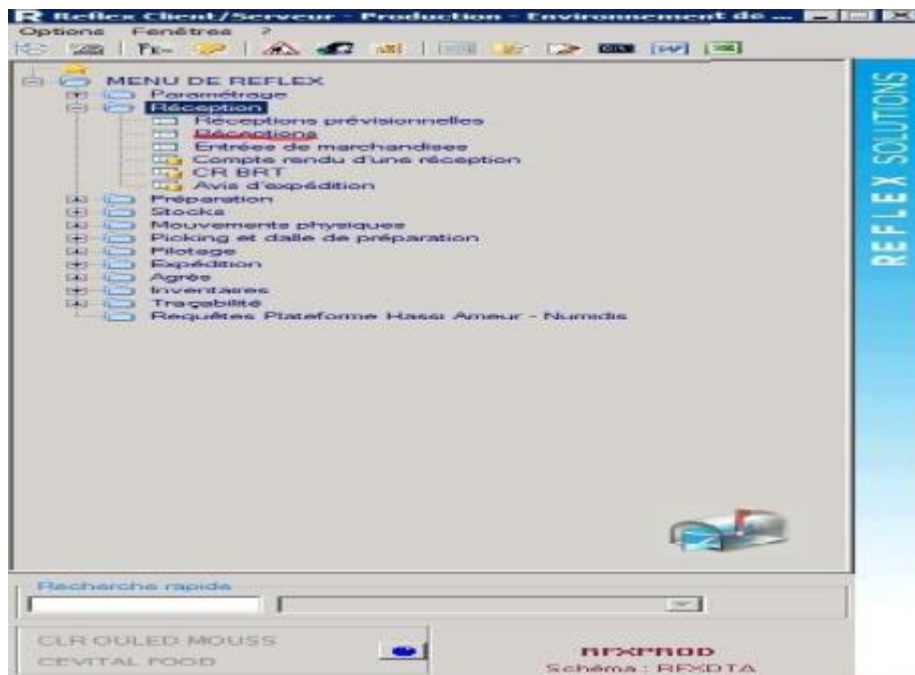 Reflex Client/Serveur - Production - Environnement de ...
Options Fenêtres ?
MENU DE REFLEX
Paramétrage
Réception
Réceptions prévisionnelles
Réceptions
Entrées de marchandises
Compte rendu d'une réception
CR BRT
Avis d'expédition
Préparation
Stocks
Mouvements physiques
Picking et dalle de préparation
Pilotage
Expédition
Agrès
Inventaires
Traçabilité
Requêtes Plateforme Hassi Ameur - Numidis
REFLEX SOLUTIONS
Recherche rapide
CLR OULED MOUSS
CEVITAL FOOD
RFXPROD
Schéma : RFXDTA